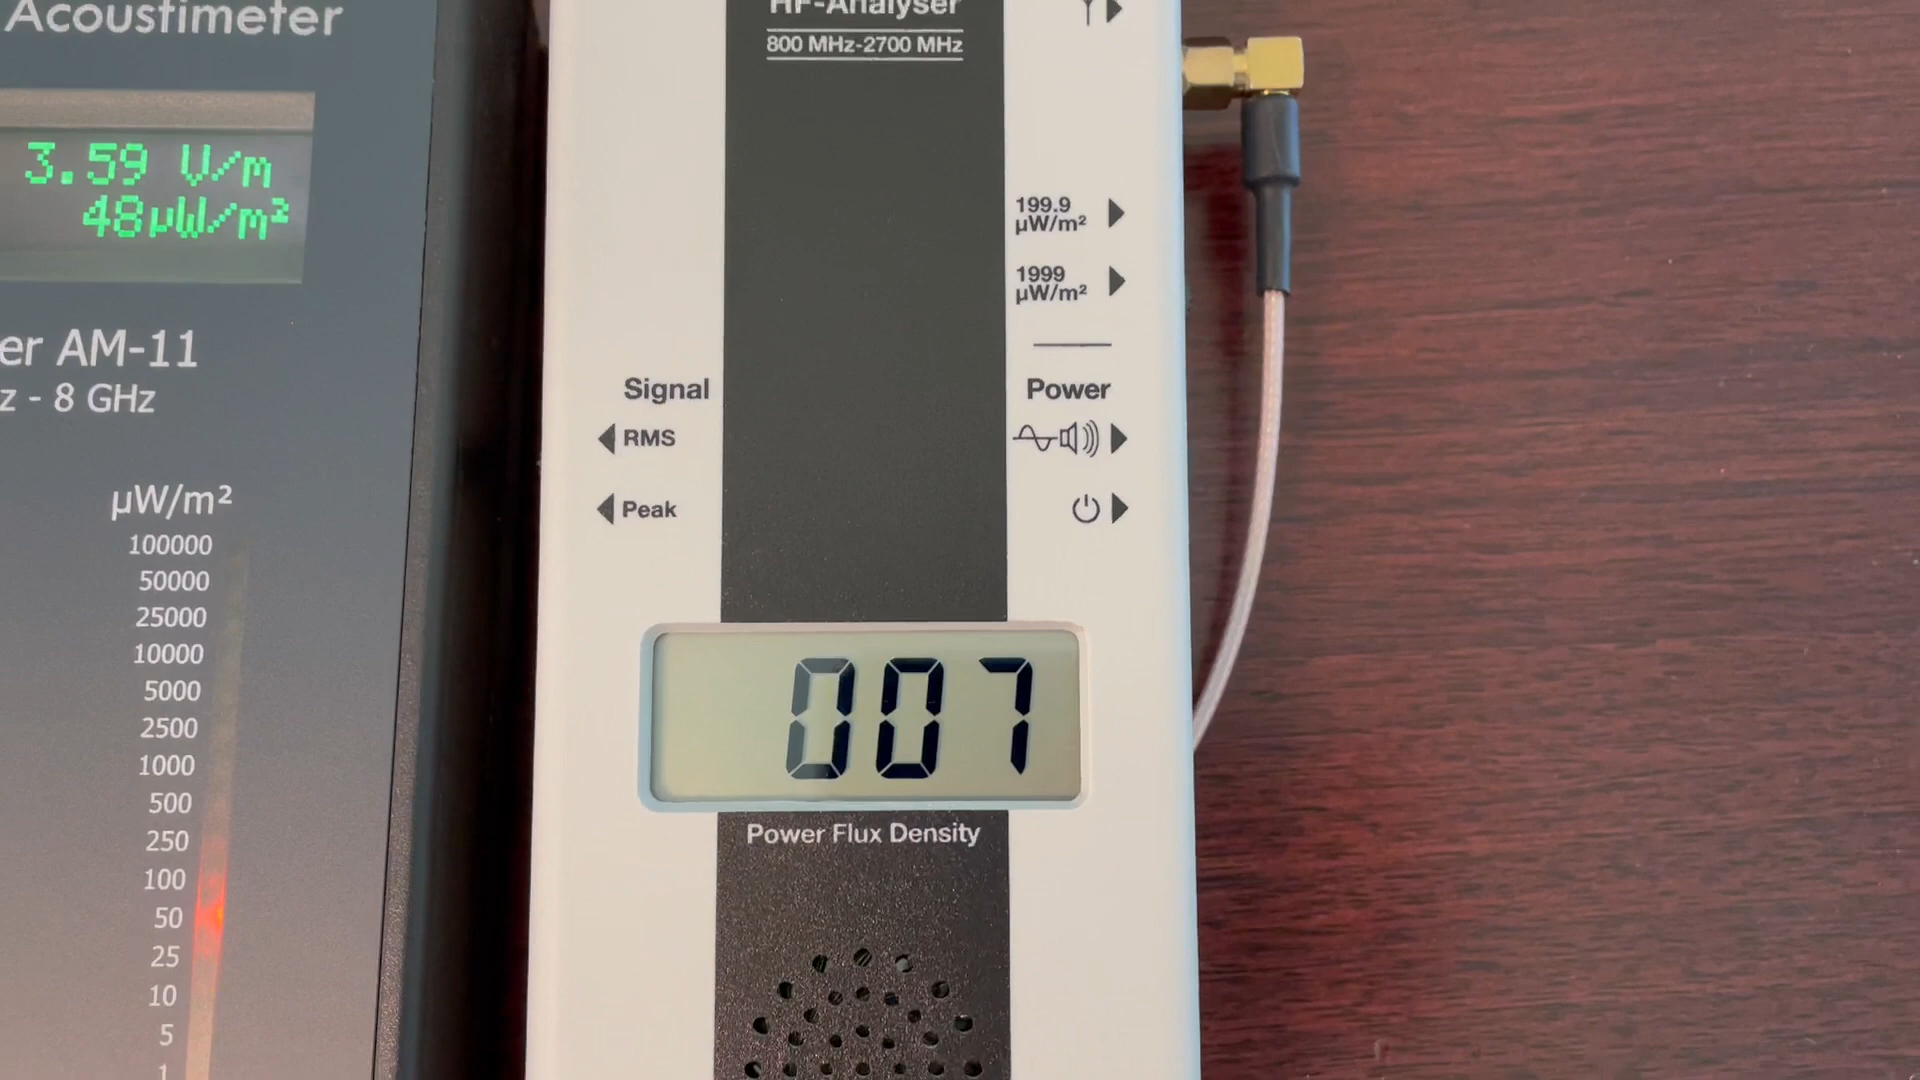 Acoustimeter
3.59 V/m
48µW/m²
er AM-11
z - 8 GHz
µW/m²
100000
50000
25000
10000
5000
2500
1000
500
250
100
50
25
10
5
1
HF-Analyser
800 MHz-2700 MHz
199.9
µW/m²
1999
µW/m²
Signal
RMS
Peak
Power
007
Power Flux Density